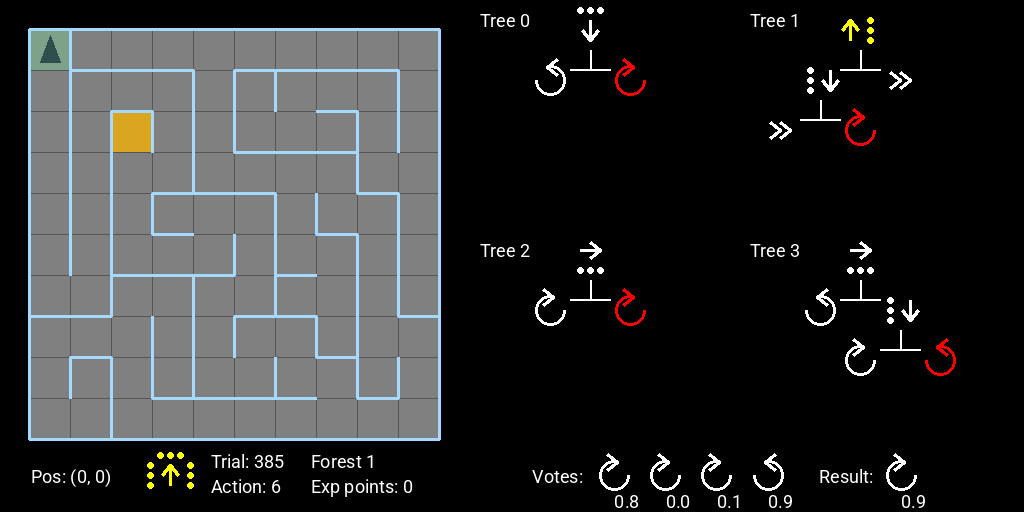 Tree 0
Tree 1
Tree 2
Tree 3
Pos: (0, 0)
Trial: 385
Forest 1
Action: 6
Exp points: 0
Votes:
0.8
0.0
0.1
0.9
Result:
0.9